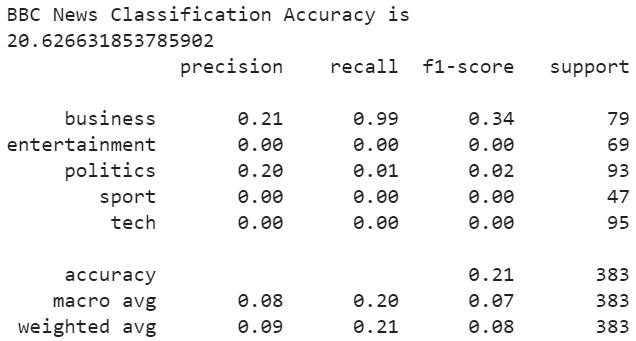 BBC News Classification Accuracy is
20.626631853785902
precision recall f1-score support
business 0.21 0.99 0.34 79
entertainment 0.00 0.00 0.00 69
politics 0.20 0.01 0.02 93
sport 0.00 0.00 0.00 47
tech 0.00 0.00 0.00 95
accuracy 0.21 383
macro avg 0.08 0.20 0.07 383
weighted avg 0.09 0.21 0.08 383